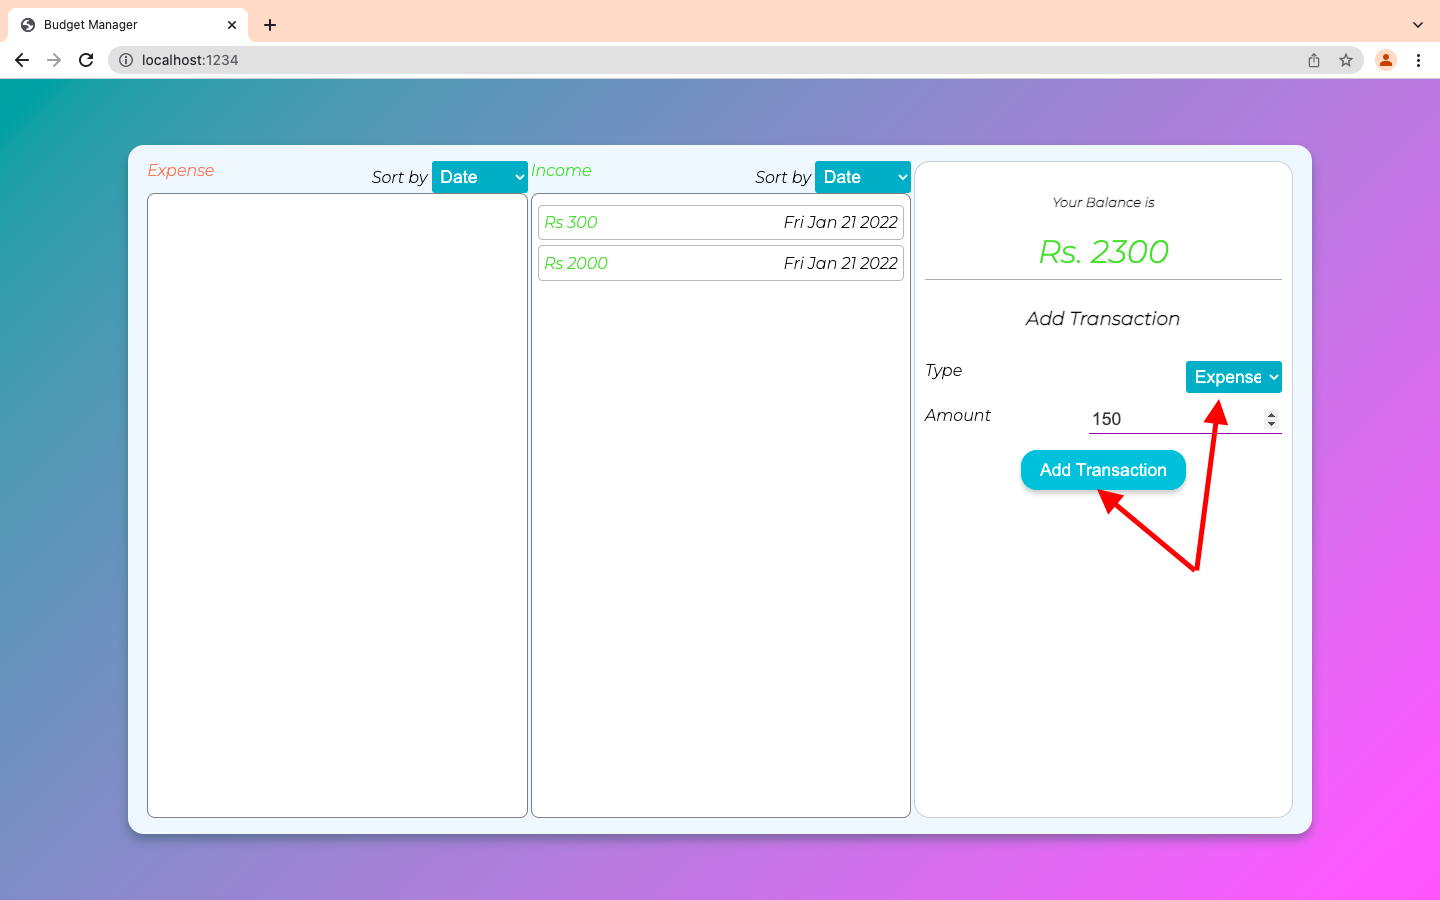 Budget Manager
localhost:1234
Expense
Sort by Date
Income
Sort by Date
Rs 300 Fri Jan 21 2022
Rs 2000 Fri Jan 21 2022
Your Balance is
Rs. 2300
Add Transaction
Type Expense
Amount 150
Add Transaction